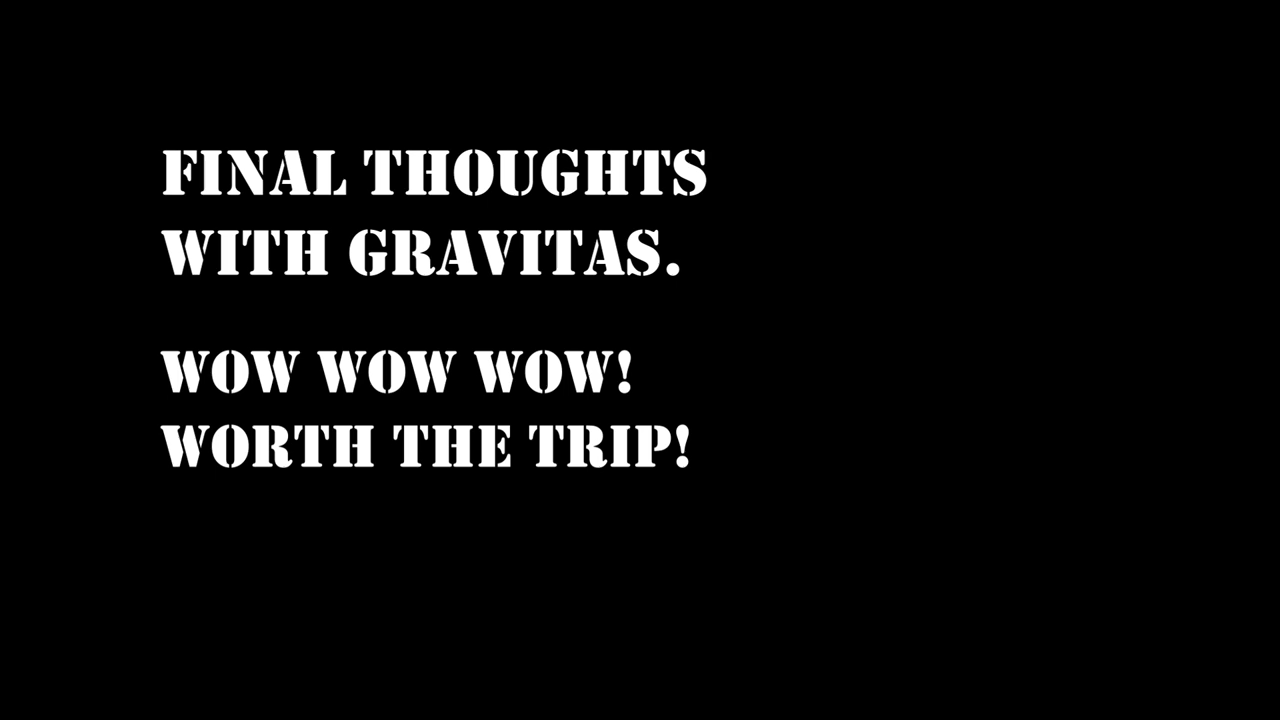 FINAL THOUGHTS
WITH GRAVITAS.
WOW WOW WOW!
WORTH THE TRIP!